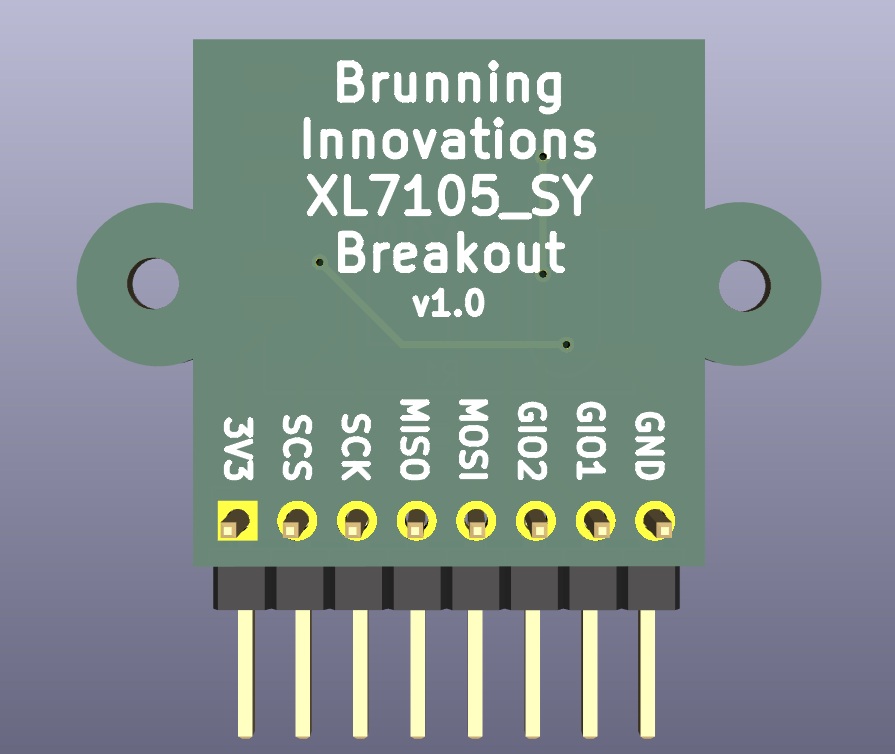 Brunning
Innovations
XL7105_SY
Breakout
v1.0
3V3
SCS
SCK
MISO
MOSI
GIO2
GIO1
GND